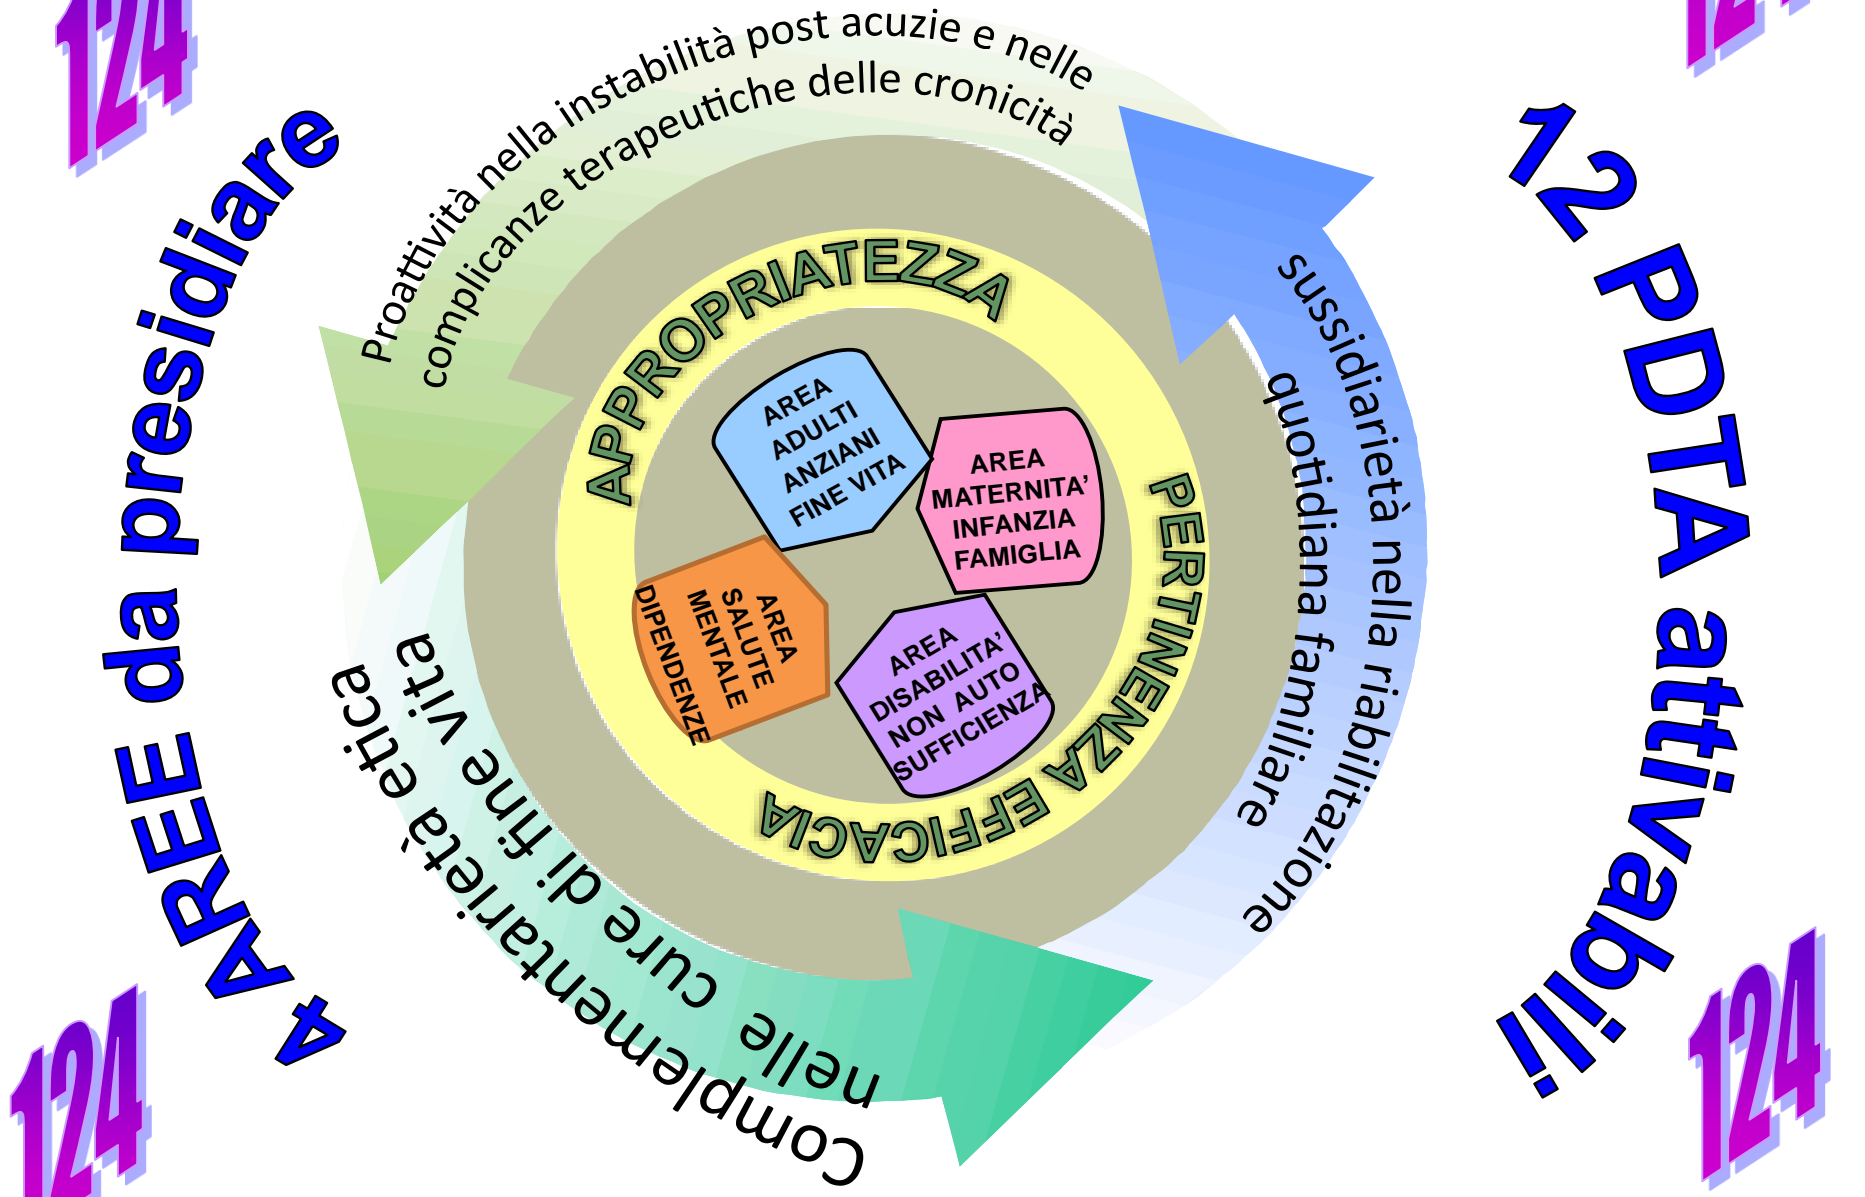 124
124
4 AREE da presidiare
Proattività nella instabilità post acuzie e nelle
complicanze terapeutiche delle cronicità
12 PDTA attivabili
sussidiarietà nella riabilitazione
quotidiana familiare
Complementarietà etica
nelle cure di fine vita
APPROPRIATEZZA
PERTINENZA EFFICACIA
AREA
ADULTI
ANZIANI
FINE VITA
AREA
MATERNITA’
INFANZIA
FAMIGLIA
AREA
SALUTE
MENTALE
DIPENDENZE
AREA
DISABILITA’
NON AUTO
SUFFICIENZA
124
124